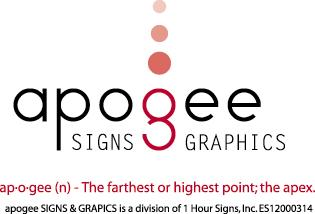 apogee
SIGNS GRAPHICS
ap·o·gee (n) - The farthest or highest point; the apex.
apogee SIGNS & GRAPICS is a division of 1 Hour Signs, Inc. ES12000314